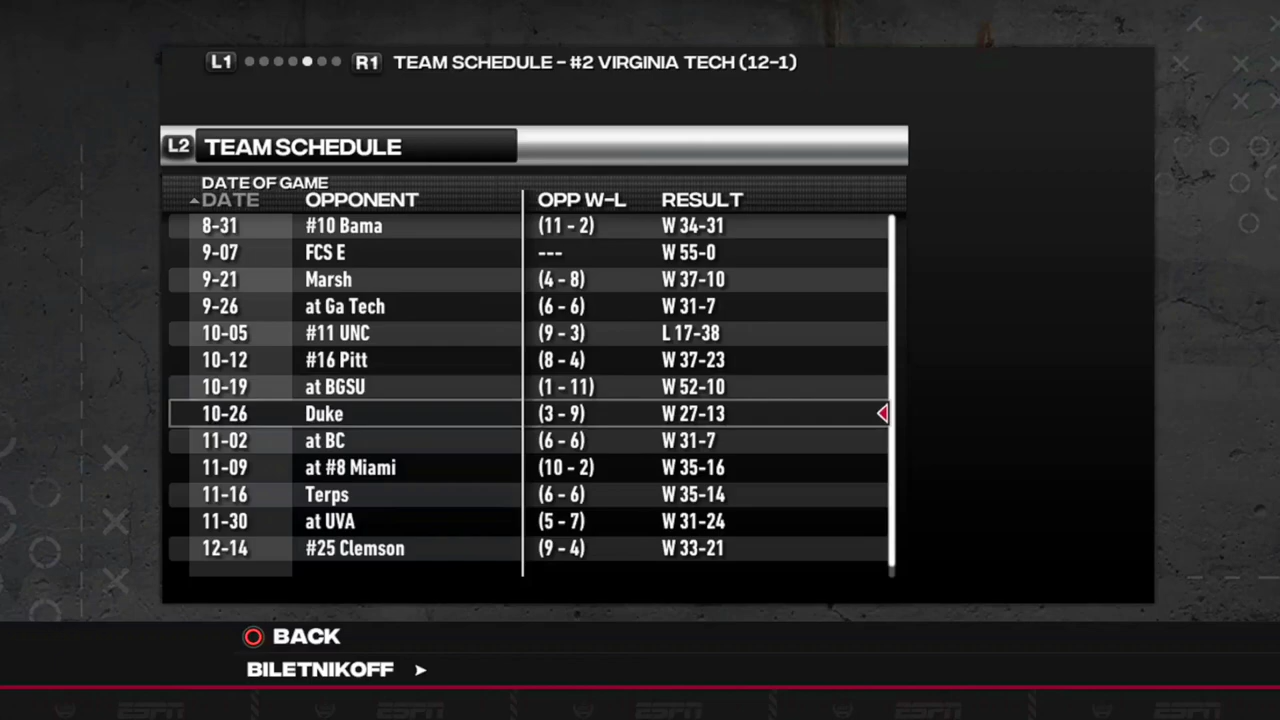 L1 R1 TEAM SCHEDULE - #2 VIRGINIA TECH (12-1)
L2 TEAM SCHEDULE
DATE OF GAME
DATE OPPONENT OPP W-L RESULT
8-31 #10 Bama (11 - 2) W 34-31
9-07 FCS E --- W 55-0
9-21 Marsh (4 - 8) W 37-10
9-26 at Ga Tech (6 - 6) W 31-7
10-05 #11 UNC (9 - 3) L 17-38
10-12 #16 Pitt (8 - 4) W 37-23
10-19 at BGSU (1 - 11) W 52-10
10-26 Duke (3 - 9) W 27-13
11-02 at BC (6 - 6) W 31-7
11-09 at #8 Miami (10 - 2) W 35-16
11-16 Terps (6 - 6) W 35-14
11-30 at UVA (5 - 7) W 31-24
12-14 #25 Clemson (9 - 4) W 33-21
BACK
BILETNIKOFF
ESPN ESPN ESPN ESPN ESPN